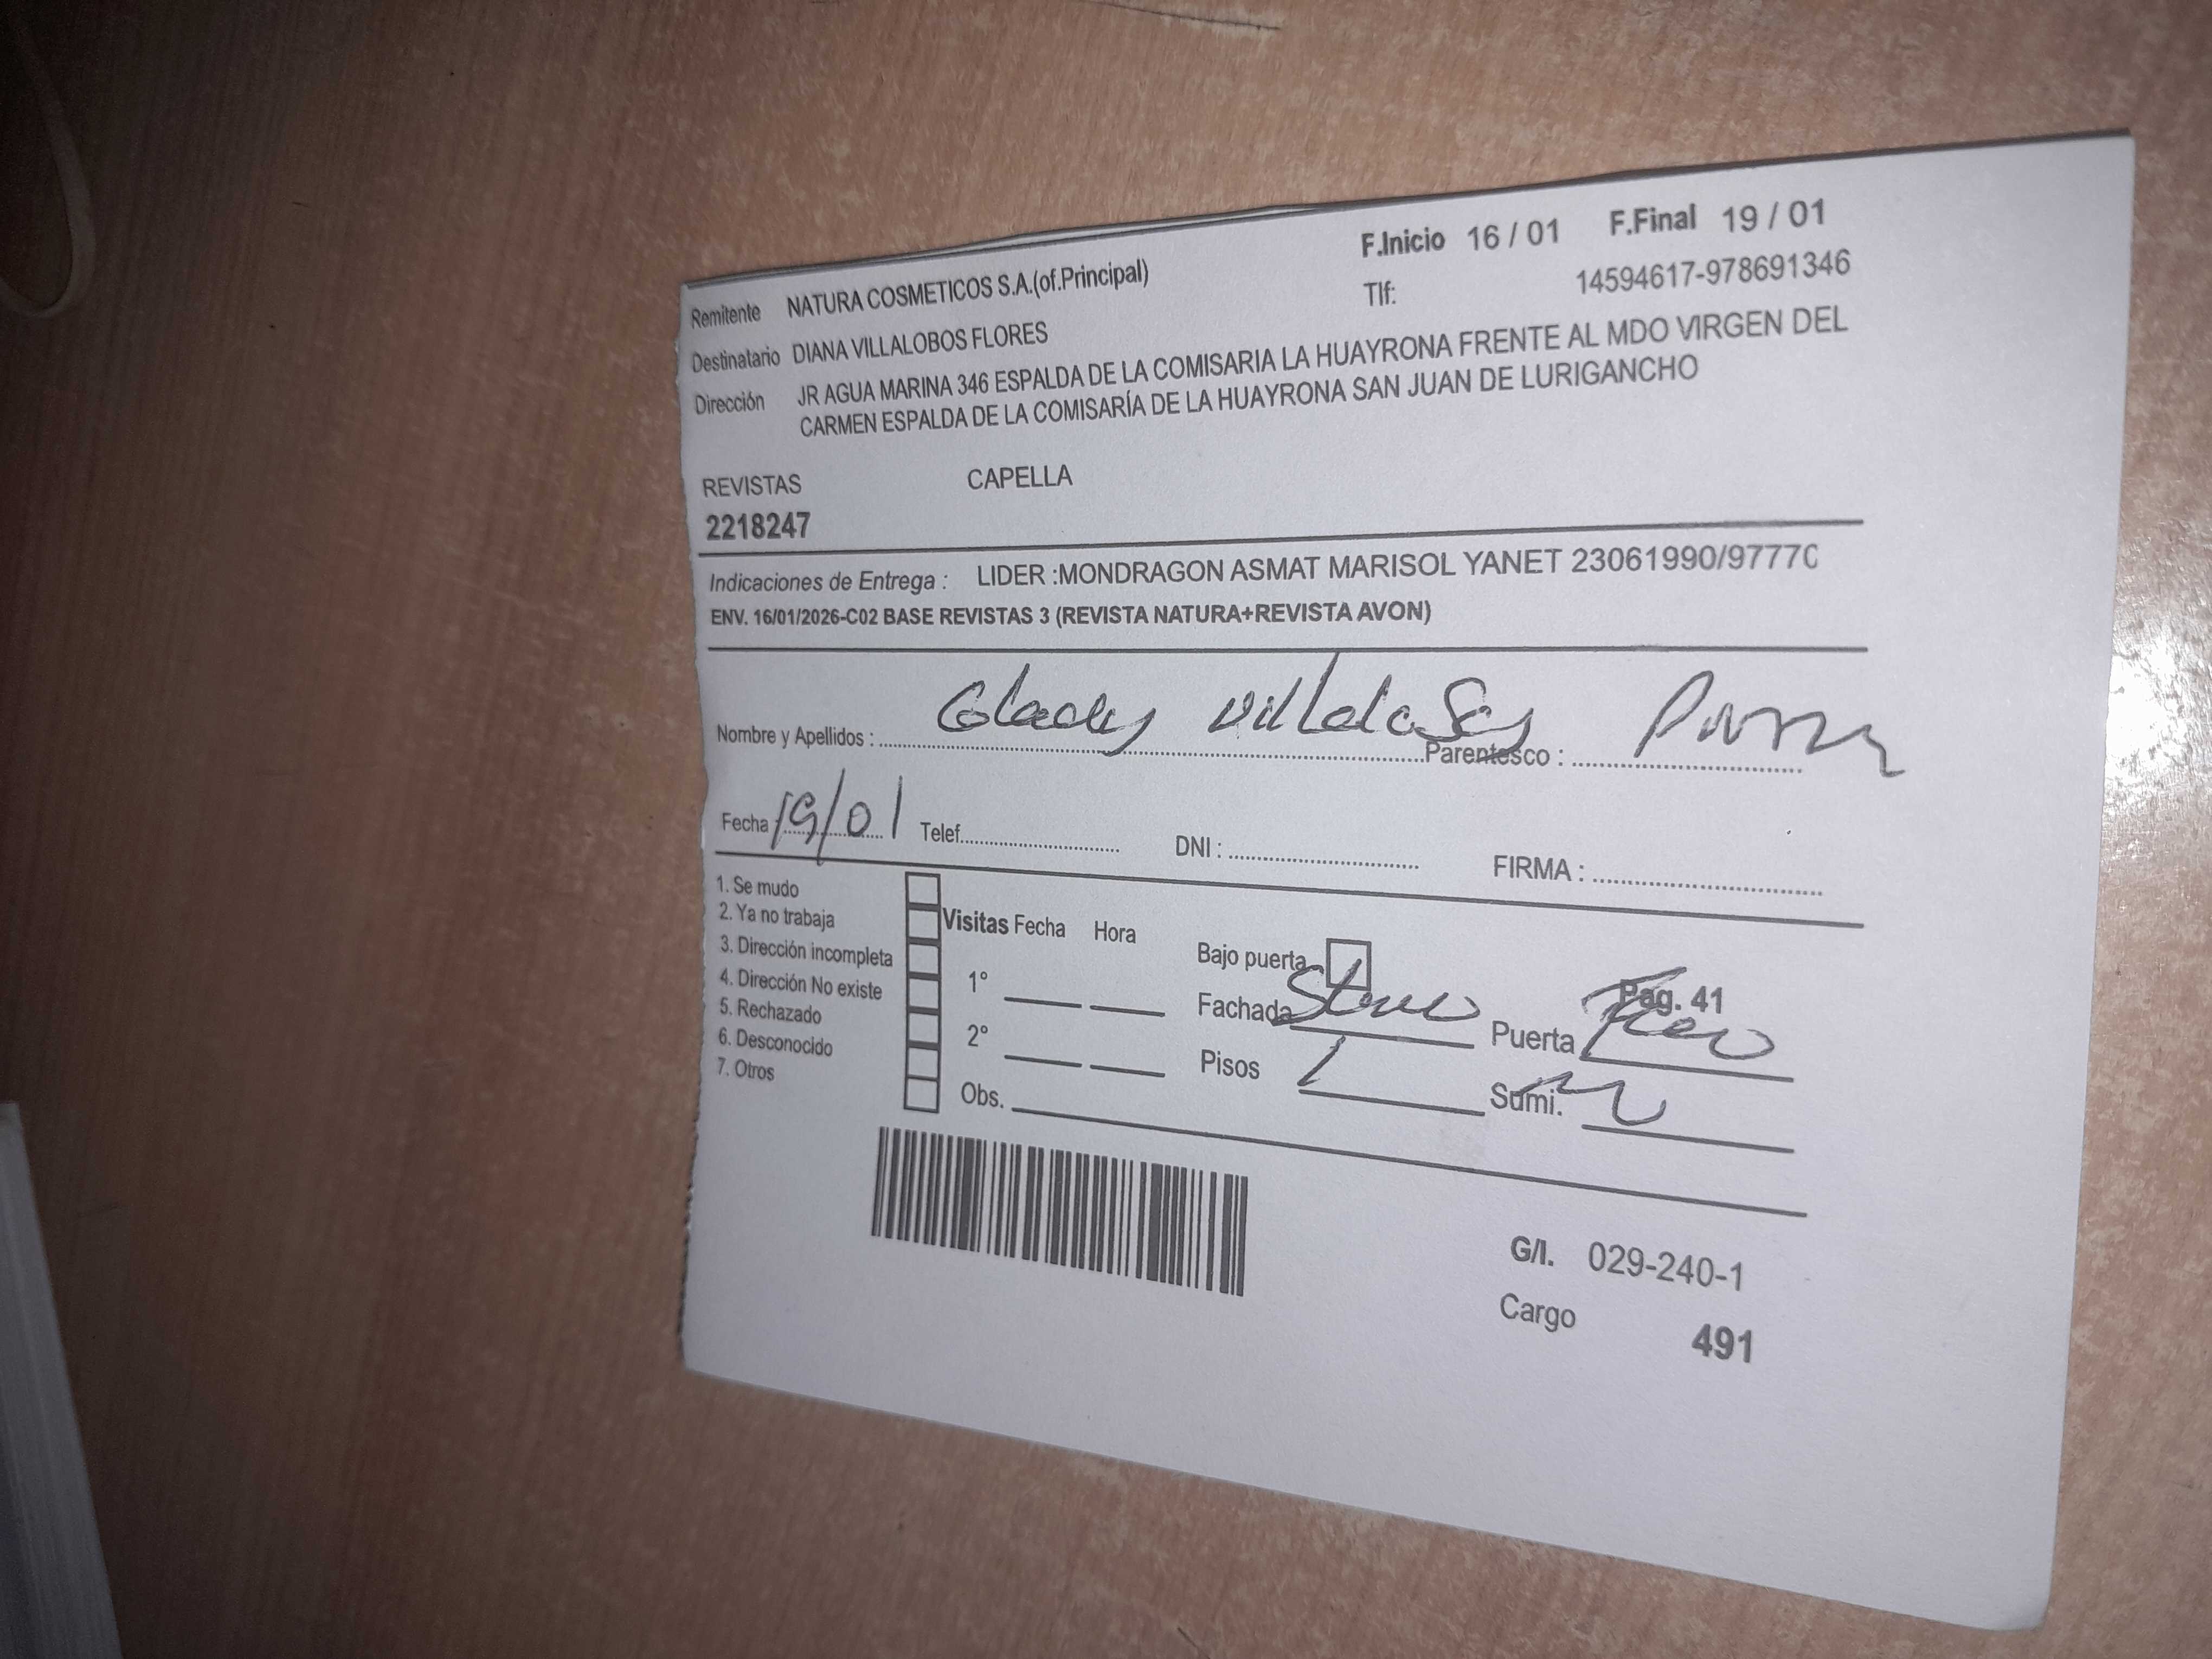 F.Inicio 16 / 01 F.Final 19 / 01
Remitente NATURA COSMETICOS S.A.(of.Principal) Tlf: 14594617-978691346
Destinatario DIANA VILLALOBOS FLORES
Dirección JR AGUA MARINA 346 ESPALDA DE LA COMISARIA LA HUAYRONA FRENTE AL MDO VIRGEN DEL
CARMEN ESPALDA DE LA COMISARÍA DE LA HUAYRONA SAN JUAN DE LURIGANCHO
REVISTAS CAPELLA
2218247
Indicaciones de Entrega : LIDER :MONDRAGON ASMAT MARISOL YANET 23061990/9777
ENV. 16/01/2026-C02 BASE REVISTAS 3 (REVISTA NATURA+REVISTA AVON)
Nombre y Apellidos : Glades Parentesco :
Fecha 19/01 Telef. DNI : FIRMA :
1. Se mudo
2. Ya no trabaja
3. Dirección incompleta
4. Dirección No existe
5. Rechazado
6. Desconocido
7. Otros
Visitas Fecha Hora
1°
2°
Obs.
Bajo puerta
Fachada
Pisos 1
Pag. 41
Puerta
Sumi.
G/I. 029-240-1
Cargo 491